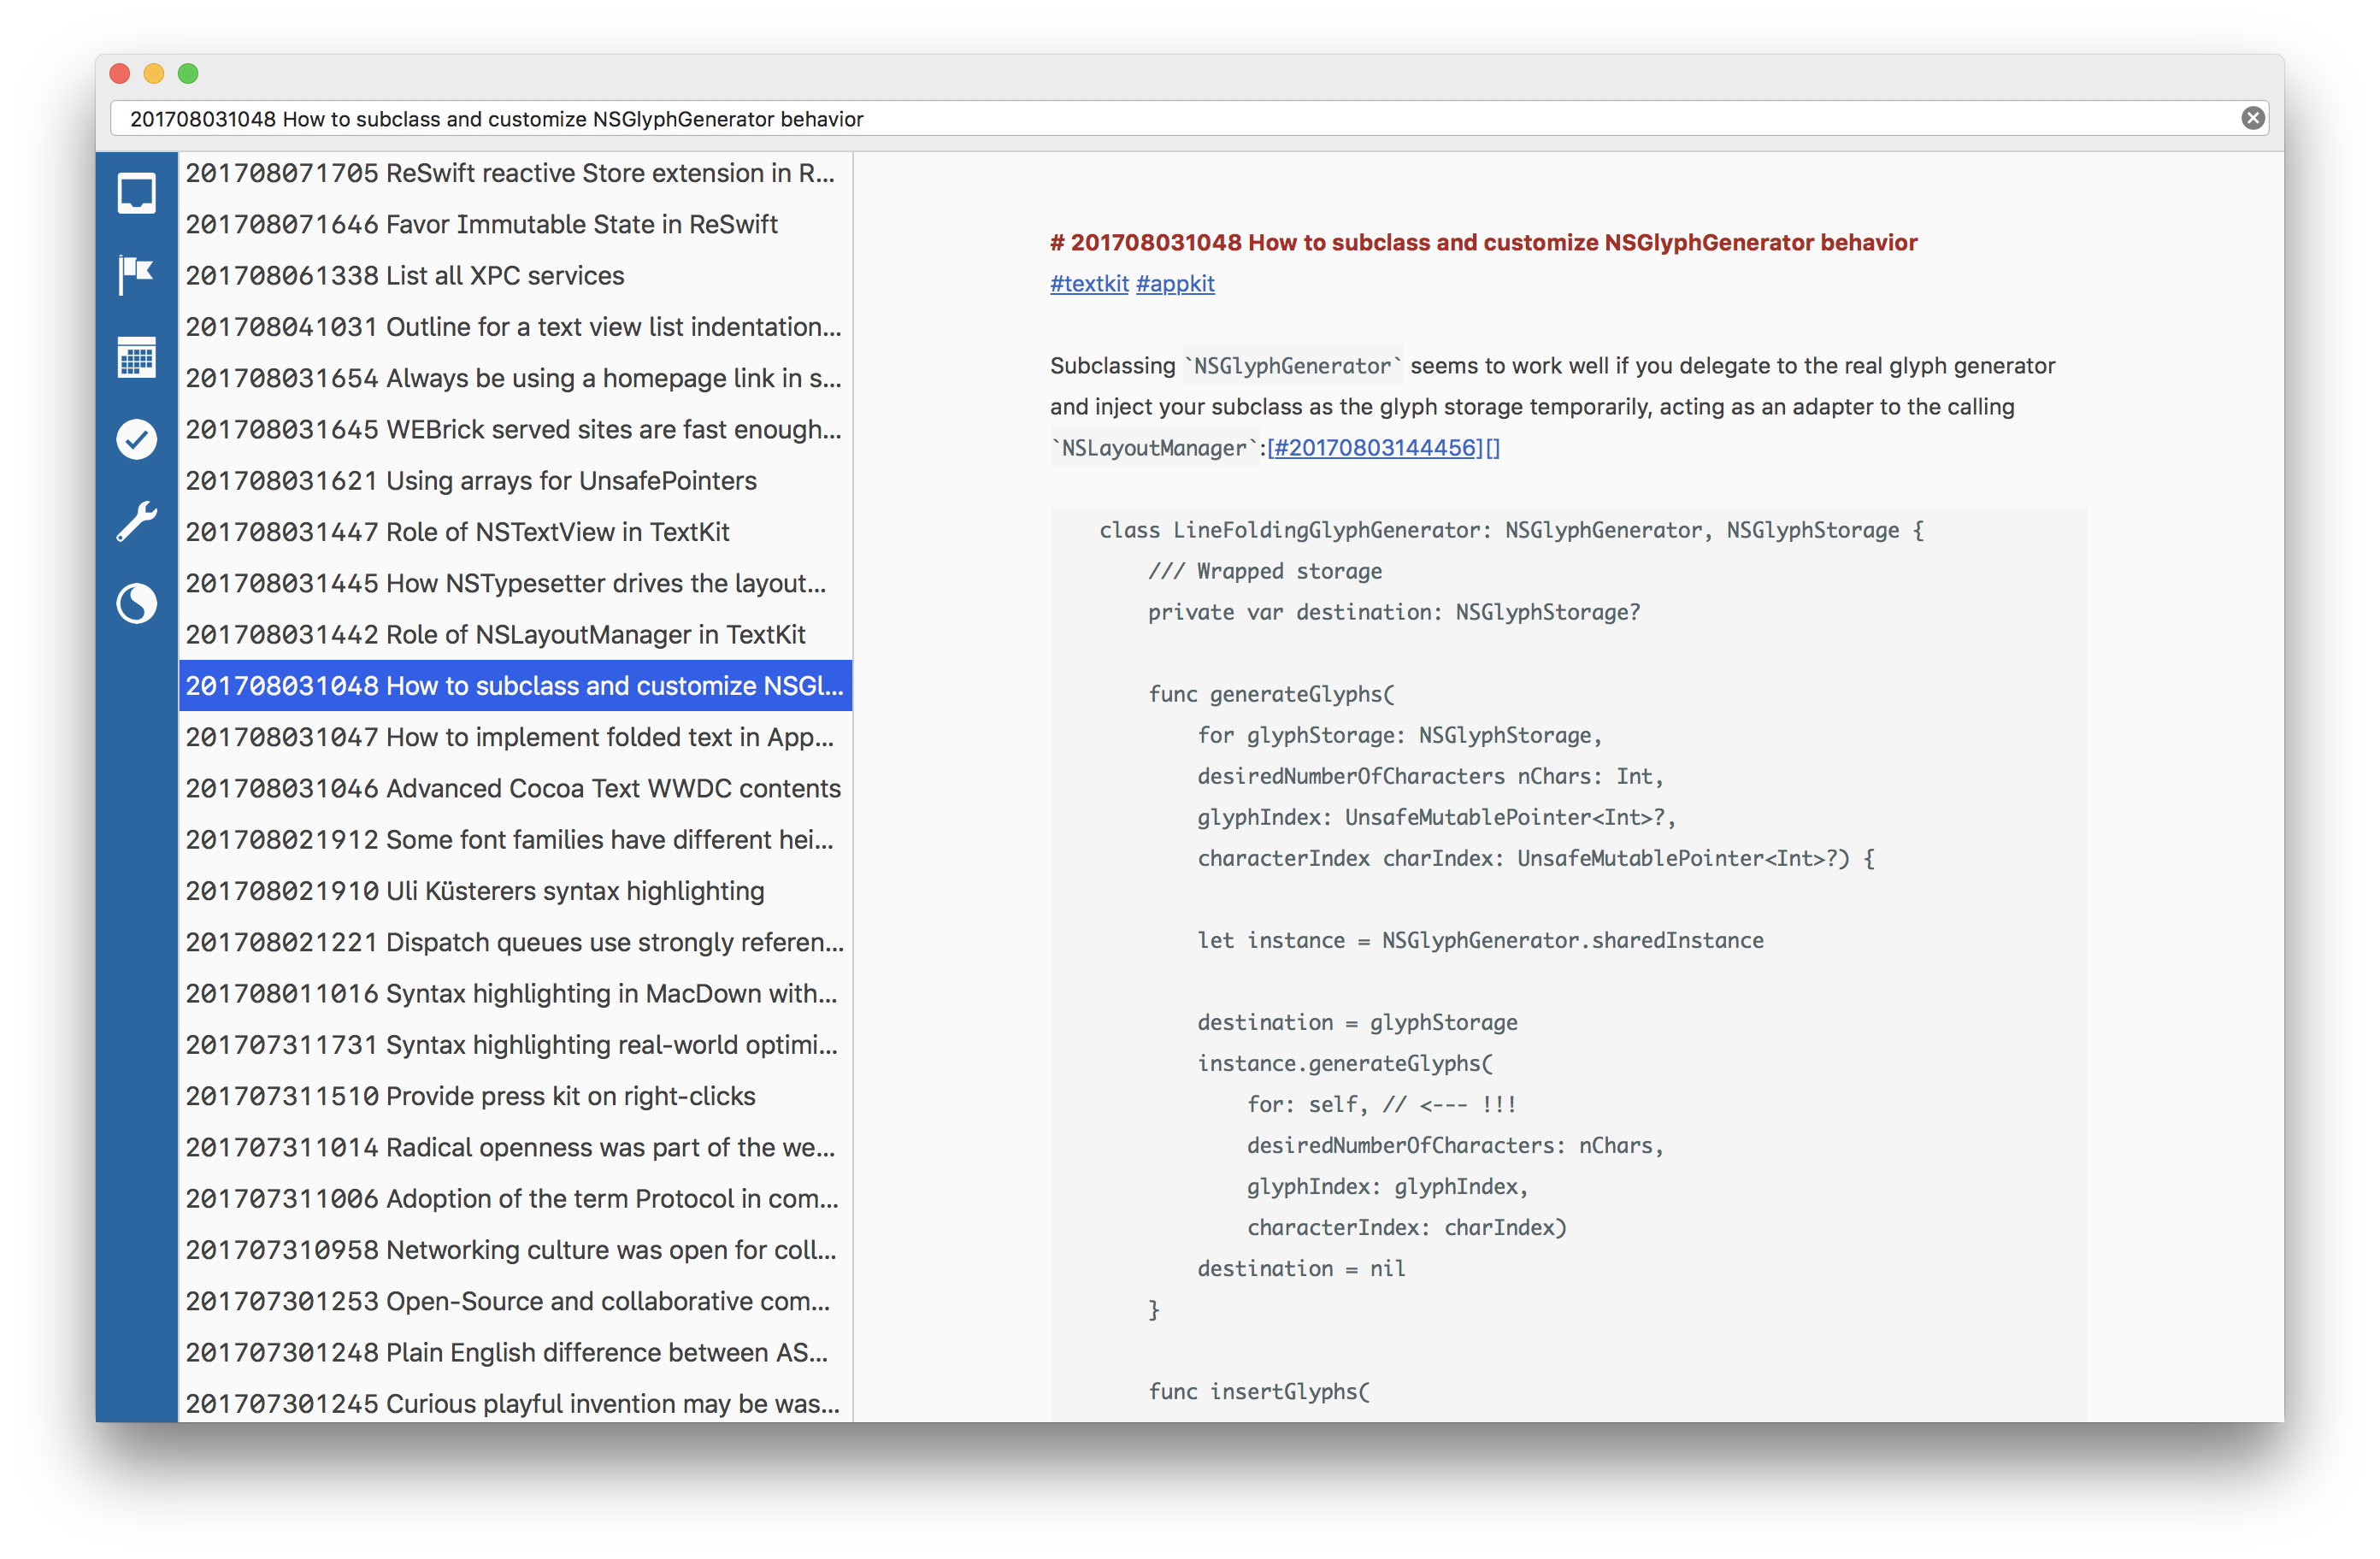 201708031048 How to subclass and customize NSGlyphGenerator behavior
201708071705 ReSwift reactive Store extension in R...
201708071646 Favor Immutable State in ReSwift
201708061338 List all XPC services
201708041031 Outline for a text view list indentation...
201708031654 Always be using a homepage link in s...
201708031645 WEBrick served sites are fast enough...
201708031621 Using arrays for UnsafePointers
201708031447 Role of NSTextView in TextKit
201708031445 How NSTypesetter drives the layout...
201708031442 Role of NSLayoutManager in TextKit
201708031048 How to subclass and customize NSGl...
201708031047 How to implement folded text in App...
201708031046 Advanced Cocoa Text WWDC contents
201708021912 Some font families have different hei...
201708021910 Uli Küsterers syntax highlighting
201708021221 Dispatch queues use strongly referen...
201708011016 Syntax highlighting in MacDown with...
201707311731 Syntax highlighting real-world optimi...
201707311510 Provide press kit on right-clicks
201707311014 Radical openness was part of the we...
201707311006 Adoption of the term Protocol in com...
201707310958 Networking culture was open for coll...
201707301253 Open-Source and collaborative com...
201707301248 Plain English difference between AS...
201707301245 Curious playful invention may be was...
# 201708031048 How to subclass and customize NSGlyphGenerator behavior
#textkit #appkit
Subclassing `NSGlyphGenerator` seems to work well if you delegate to the real glyph generator
and inject your subclass as the glyph storage temporarily, acting as an adapter to the calling
`NSLayoutManager`:[#20170803144456][]
class LineFoldingGlyphGenerator: NSGlyphGenerator, NSGlyphStorage {
/// Wrapped storage
private var destination: NSGlyphStorage?
func generateGlyphs(
for glyphStorage: NSGlyphStorage,
desiredNumberOfCharacters nChars: Int,
glyphIndex: UnsafeMutablePointer<Int>?,
characterIndex charIndex: UnsafeMutablePointer<Int>?) {
let instance = NSGlyphGenerator.sharedInstance
destination = glyphStorage
instance.generateGlyphs(
for: self, // <--- !!!
desiredNumberOfCharacters: nChars,
glyphIndex: glyphIndex,
characterIndex: charIndex)
destination = nil
}
func insertGlyphs(